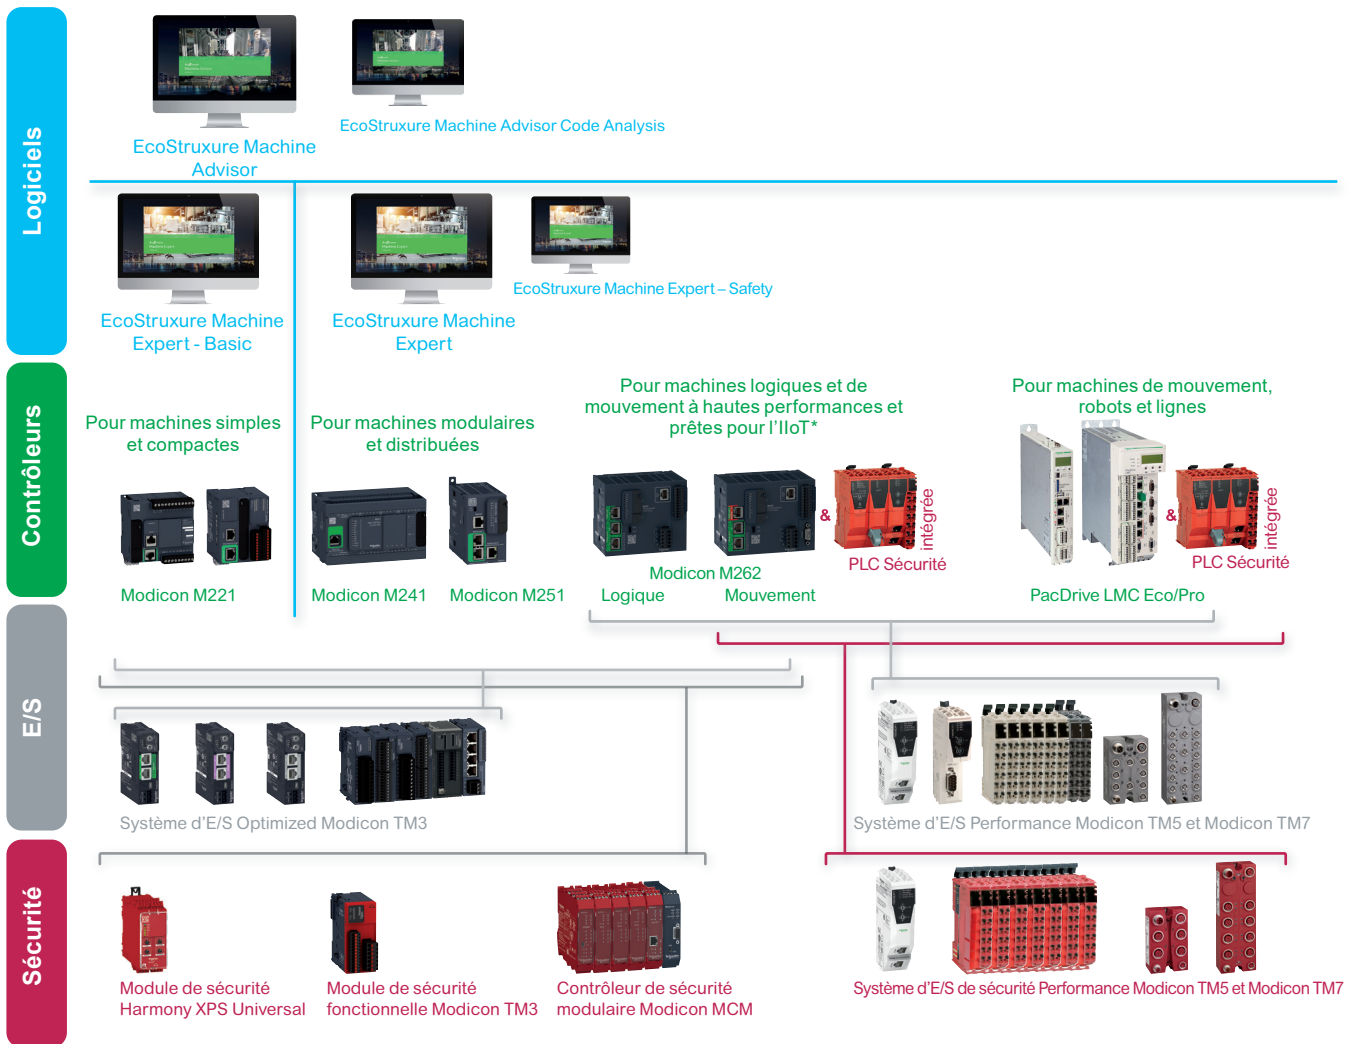 Logiciels
EcoStruxure Machine
Advisor
EcoStruxure Machine Advisor Code Analysis
EcoStruxure Machine
Expert - Basic
EcoStruxure Machine
Expert
EcoStruxure Machine Expert – Safety
Contrôleurs
Pour machines simples
et compactes
Pour machines modulaires
et distribuées
Pour machines logiques et de
mouvement à hautes performances et
prêtes pour l'IIoT*
Pour machines de mouvement,
robots et lignes
&
intégrée
PLC Sécurité
&
intégrée
PLC Sécurité
Modicon M221
Modicon M241
Modicon M251
Modicon M262
Logique
Mouvement
PacDrive LMC Eco/Pro
E/S
Système d'E/S Optimized Modicon TM3
Système d'E/S Performance Modicon TM5 et Modicon TM7
Sécurité
Module de sécurité
Harmony XPS Universal
Module de sécurité
fonctionnelle Modicon TM3
Contrôleur de sécurité
modulaire Modicon MCM
Système d'E/S de sécurité Performance Modicon TM5 et Modicon TM7